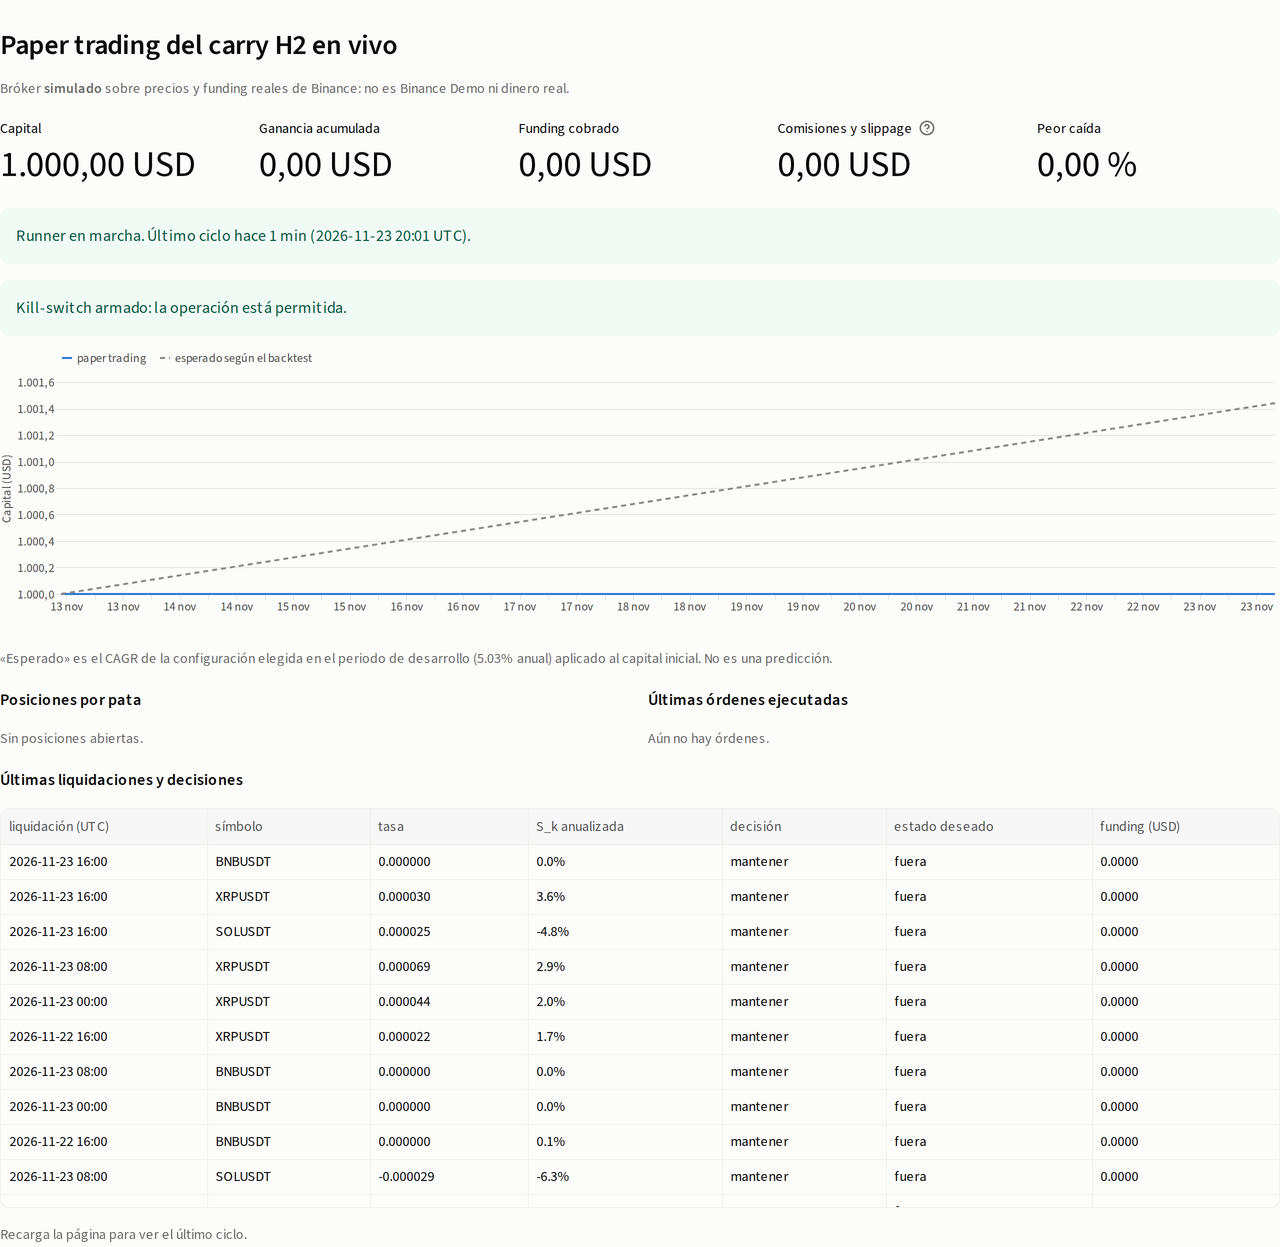 Paper trading del carry H2 en vivo
Bróker simulado sobre precios y funding reales de Binance: no es Binance Demo ni dinero real.
Capital Ganancia acumulada Funding cobrado Comisiones y slippage Peor caída
1.000,00 USD 0,00 USD 0,00 USD 0,00 USD 0,00 %
Runner en marcha. Último ciclo hace 1 min (2026-11-23 20:01 UTC).
Kill-switch armado: la operación está permitida.
paper trading esperado según el backtest
Capital (USD)
1.001,6
1.001,4
1.001,2
1.001,0
1.000,8
1.000,6
1.000,4
1.000,2
1.000,0
13 nov 13 nov 14 nov 14 nov 15 nov 15 nov 16 nov 16 nov 17 nov 17 nov 18 nov 18 nov 19 nov 19 nov 20 nov 20 nov 21 nov 21 nov 22 nov 22 nov 23 nov 23 nov
«Esperado» es el CAGR de la configuración elegida en el periodo de desarrollo (5.03% anual) aplicado al capital inicial. No es una predicción.
Posiciones por pata
Sin posiciones abiertas.
Últimas órdenes ejecutadas
Aún no hay órdenes.
Últimas liquidaciones y decisiones
liquidación (UTC) símbolo tasa S_k anualizada decisión estado deseado funding (USD)
2026-11-23 16:00 BNBUSDT 0.000000 0.0% mantener fuera 0.0000
2026-11-23 16:00 XRPUSDT 0.000030 3.6% mantener fuera 0.0000
2026-11-23 16:00 SOLUSDT 0.000025 -4.8% mantener fuera 0.0000
2026-11-23 08:00 XRPUSDT 0.000069 2.9% mantener fuera 0.0000
2026-11-23 00:00 XRPUSDT 0.000044 2.0% mantener fuera 0.0000
2026-11-22 16:00 XRPUSDT 0.000022 1.7% mantener fuera 0.0000
2026-11-23 08:00 BNBUSDT 0.000000 0.0% mantener fuera 0.0000
2026-11-23 00:00 BNBUSDT 0.000000 0.0% mantener fuera 0.0000
2026-11-22 16:00 BNBUSDT 0.000000 0.1% mantener fuera 0.0000
2026-11-23 08:00 SOLUSDT -0.000029 -6.3% mantener fuera 0.0000
Recarga la página para ver el último ciclo.